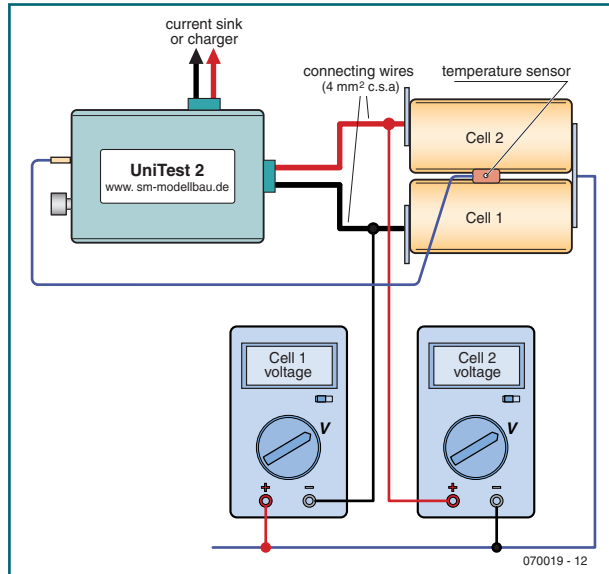 current sink
or charger
connecting wires
(4 mm² c.s.a)
temperature sensor
UniTest 2
www. sm-modellbau.de
Cell 2
Cell 1
Cell 1
voltage
V
+ −
Cell 2
voltage
V
+ −
070019 - 12